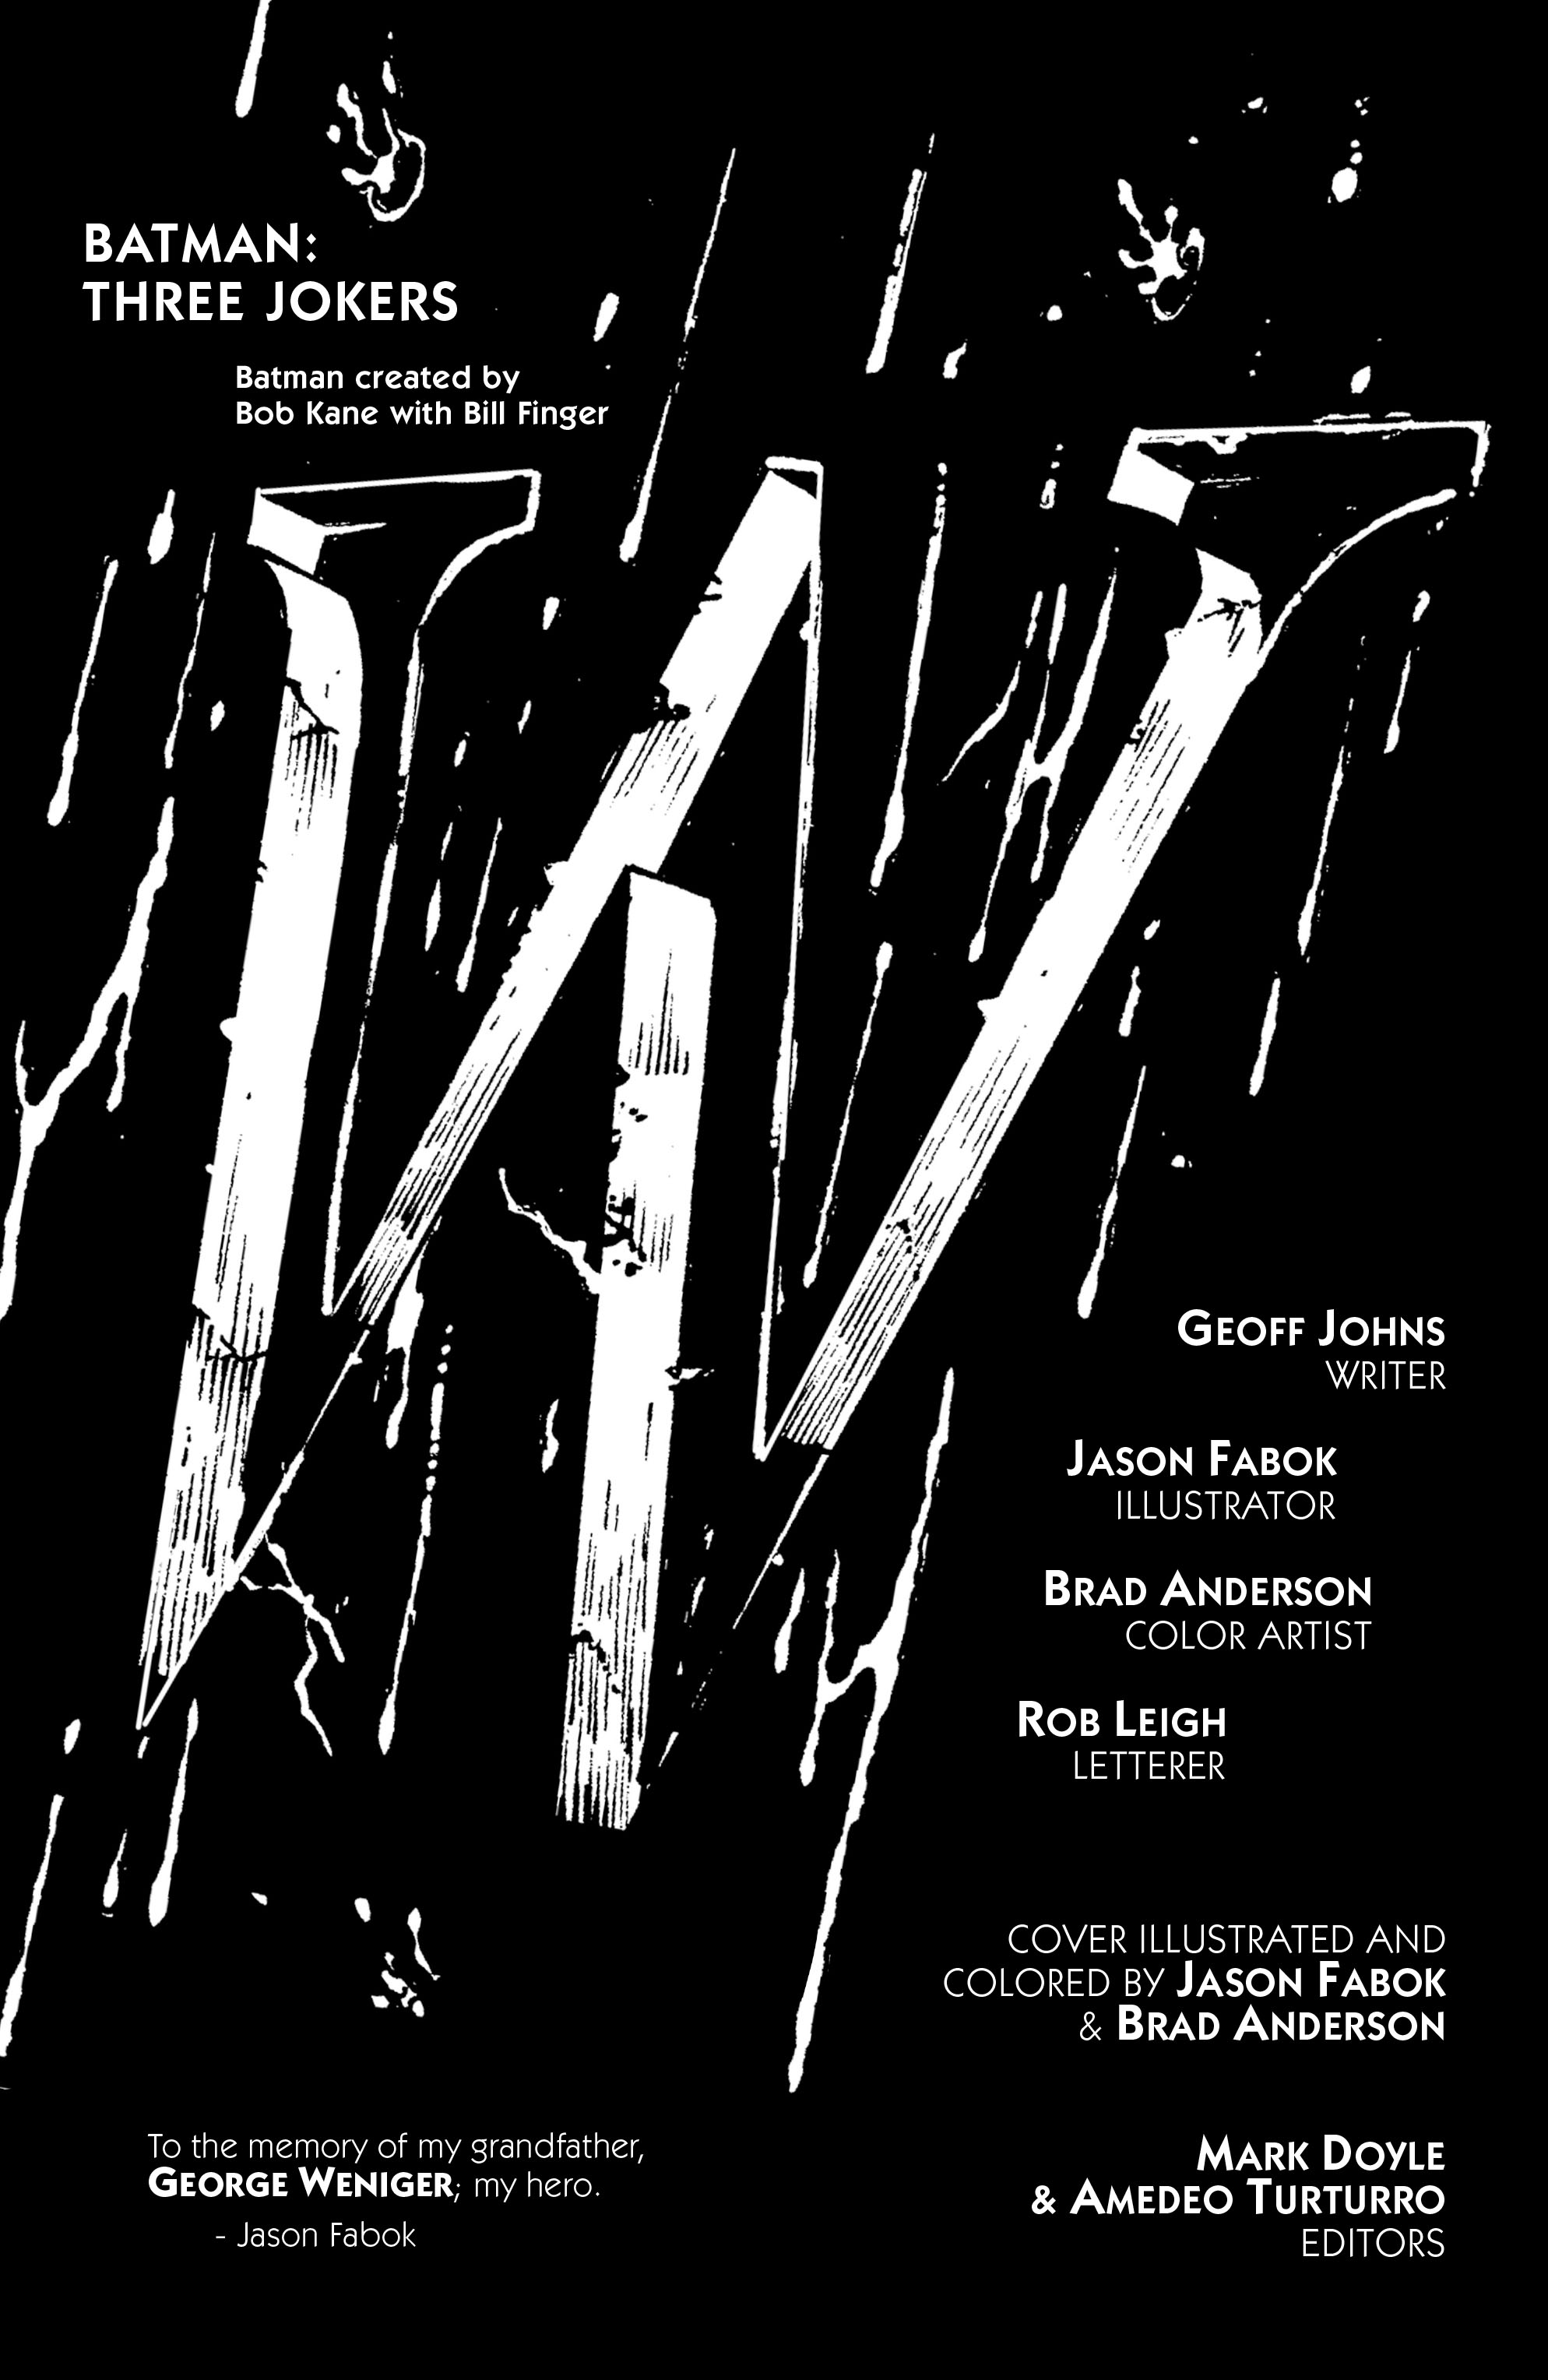 BATMAN:
THREE JOKERS
Batman created by
Bob Kane with Bill Finger
GEOFF JOHNS
WRITER
JASON FABOK
ILLUSTRATOR
BRAD ANDERSON
COLOR ARTIST
ROB LEIGH
LETTERER
COVER ILLUSTRATED AND
COLORED BY JASON FABOK
& BRAD ANDERSON
To the memory of my grandfather,
GEORGE WENIGER; my hero.
- Jason Fabok
MARK DOYLE
& AMEDEO TURTURRO
EDITORS